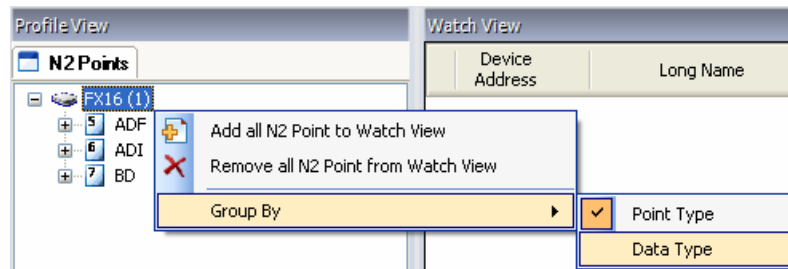 Profile View
Watch View
N2 Points
Device
Address
Long Name
FX16 (1)
5 ADF
6 ADI
7 BD
Add all N2 Point to Watch View
Remove all N2 Point from Watch View
Group By
Point Type
Data Type